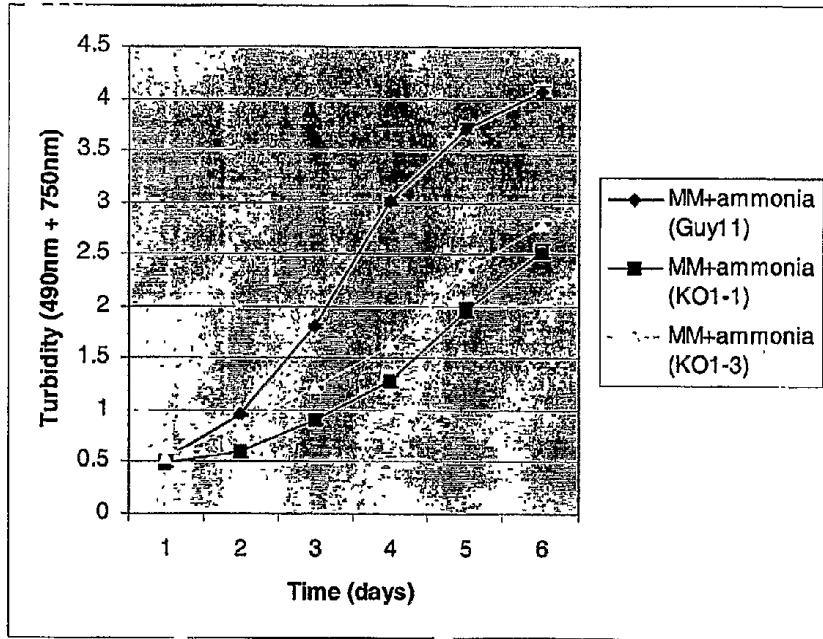 4.5
4
3.5
3
2.5
2
1.5
1
0.5
0
Turbidity (490nm + 750nm)
1 2 3 4 5 6
Time (days)
MM+ammonia
(Guy11)
MM+ammonia
(KO1-1)
MM+ammonia
(KO1-3)